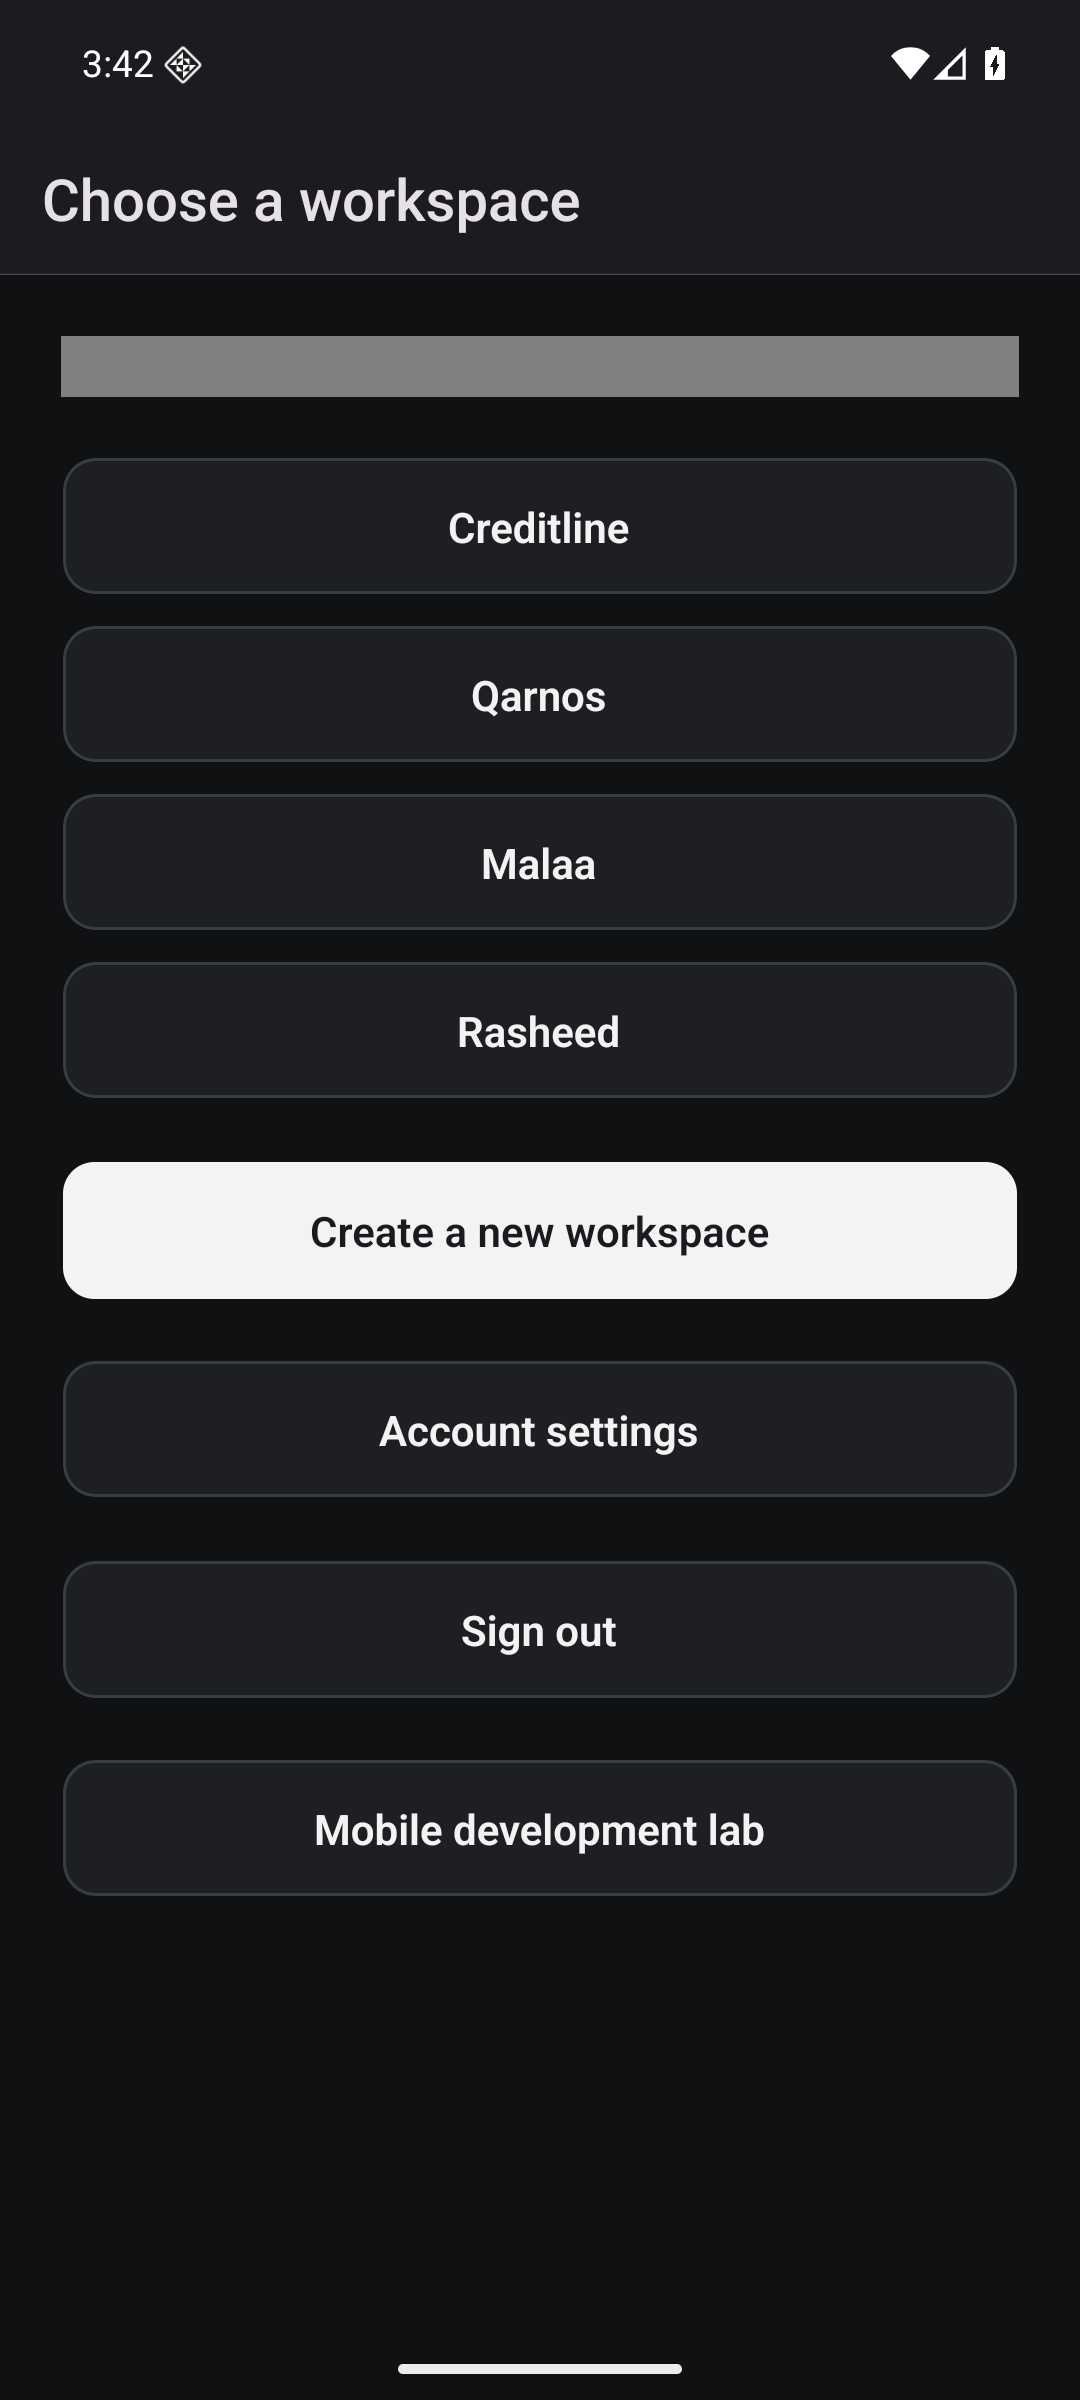 3:42
Choose a workspace
Creditline
Qarnos
Malaa
Rasheed
Create a new workspace
Account settings
Sign out
Mobile development lab